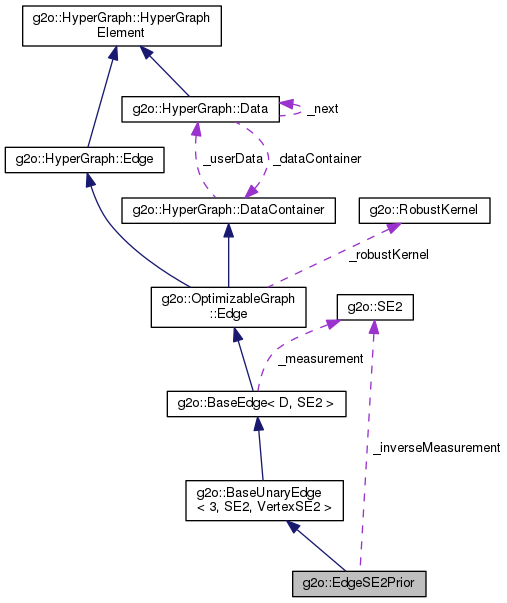 g2o::HyperGraph::HyperGraph
Element
g2o::HyperGraph::Data
_next
g2o::HyperGraph::Edge
_userData
_dataContainer
g2o::HyperGraph::DataContainer
g2o::RobustKernel
_robustKernel
g2o::OptimizableGraph
::Edge
g2o::SE2
_measurement
g2o::BaseEdge< D, SE2 >
_inverseMeasurement
g2o::BaseUnaryEdge
< 3, SE2, VertexSE2 >
g2o::EdgeSE2Prior